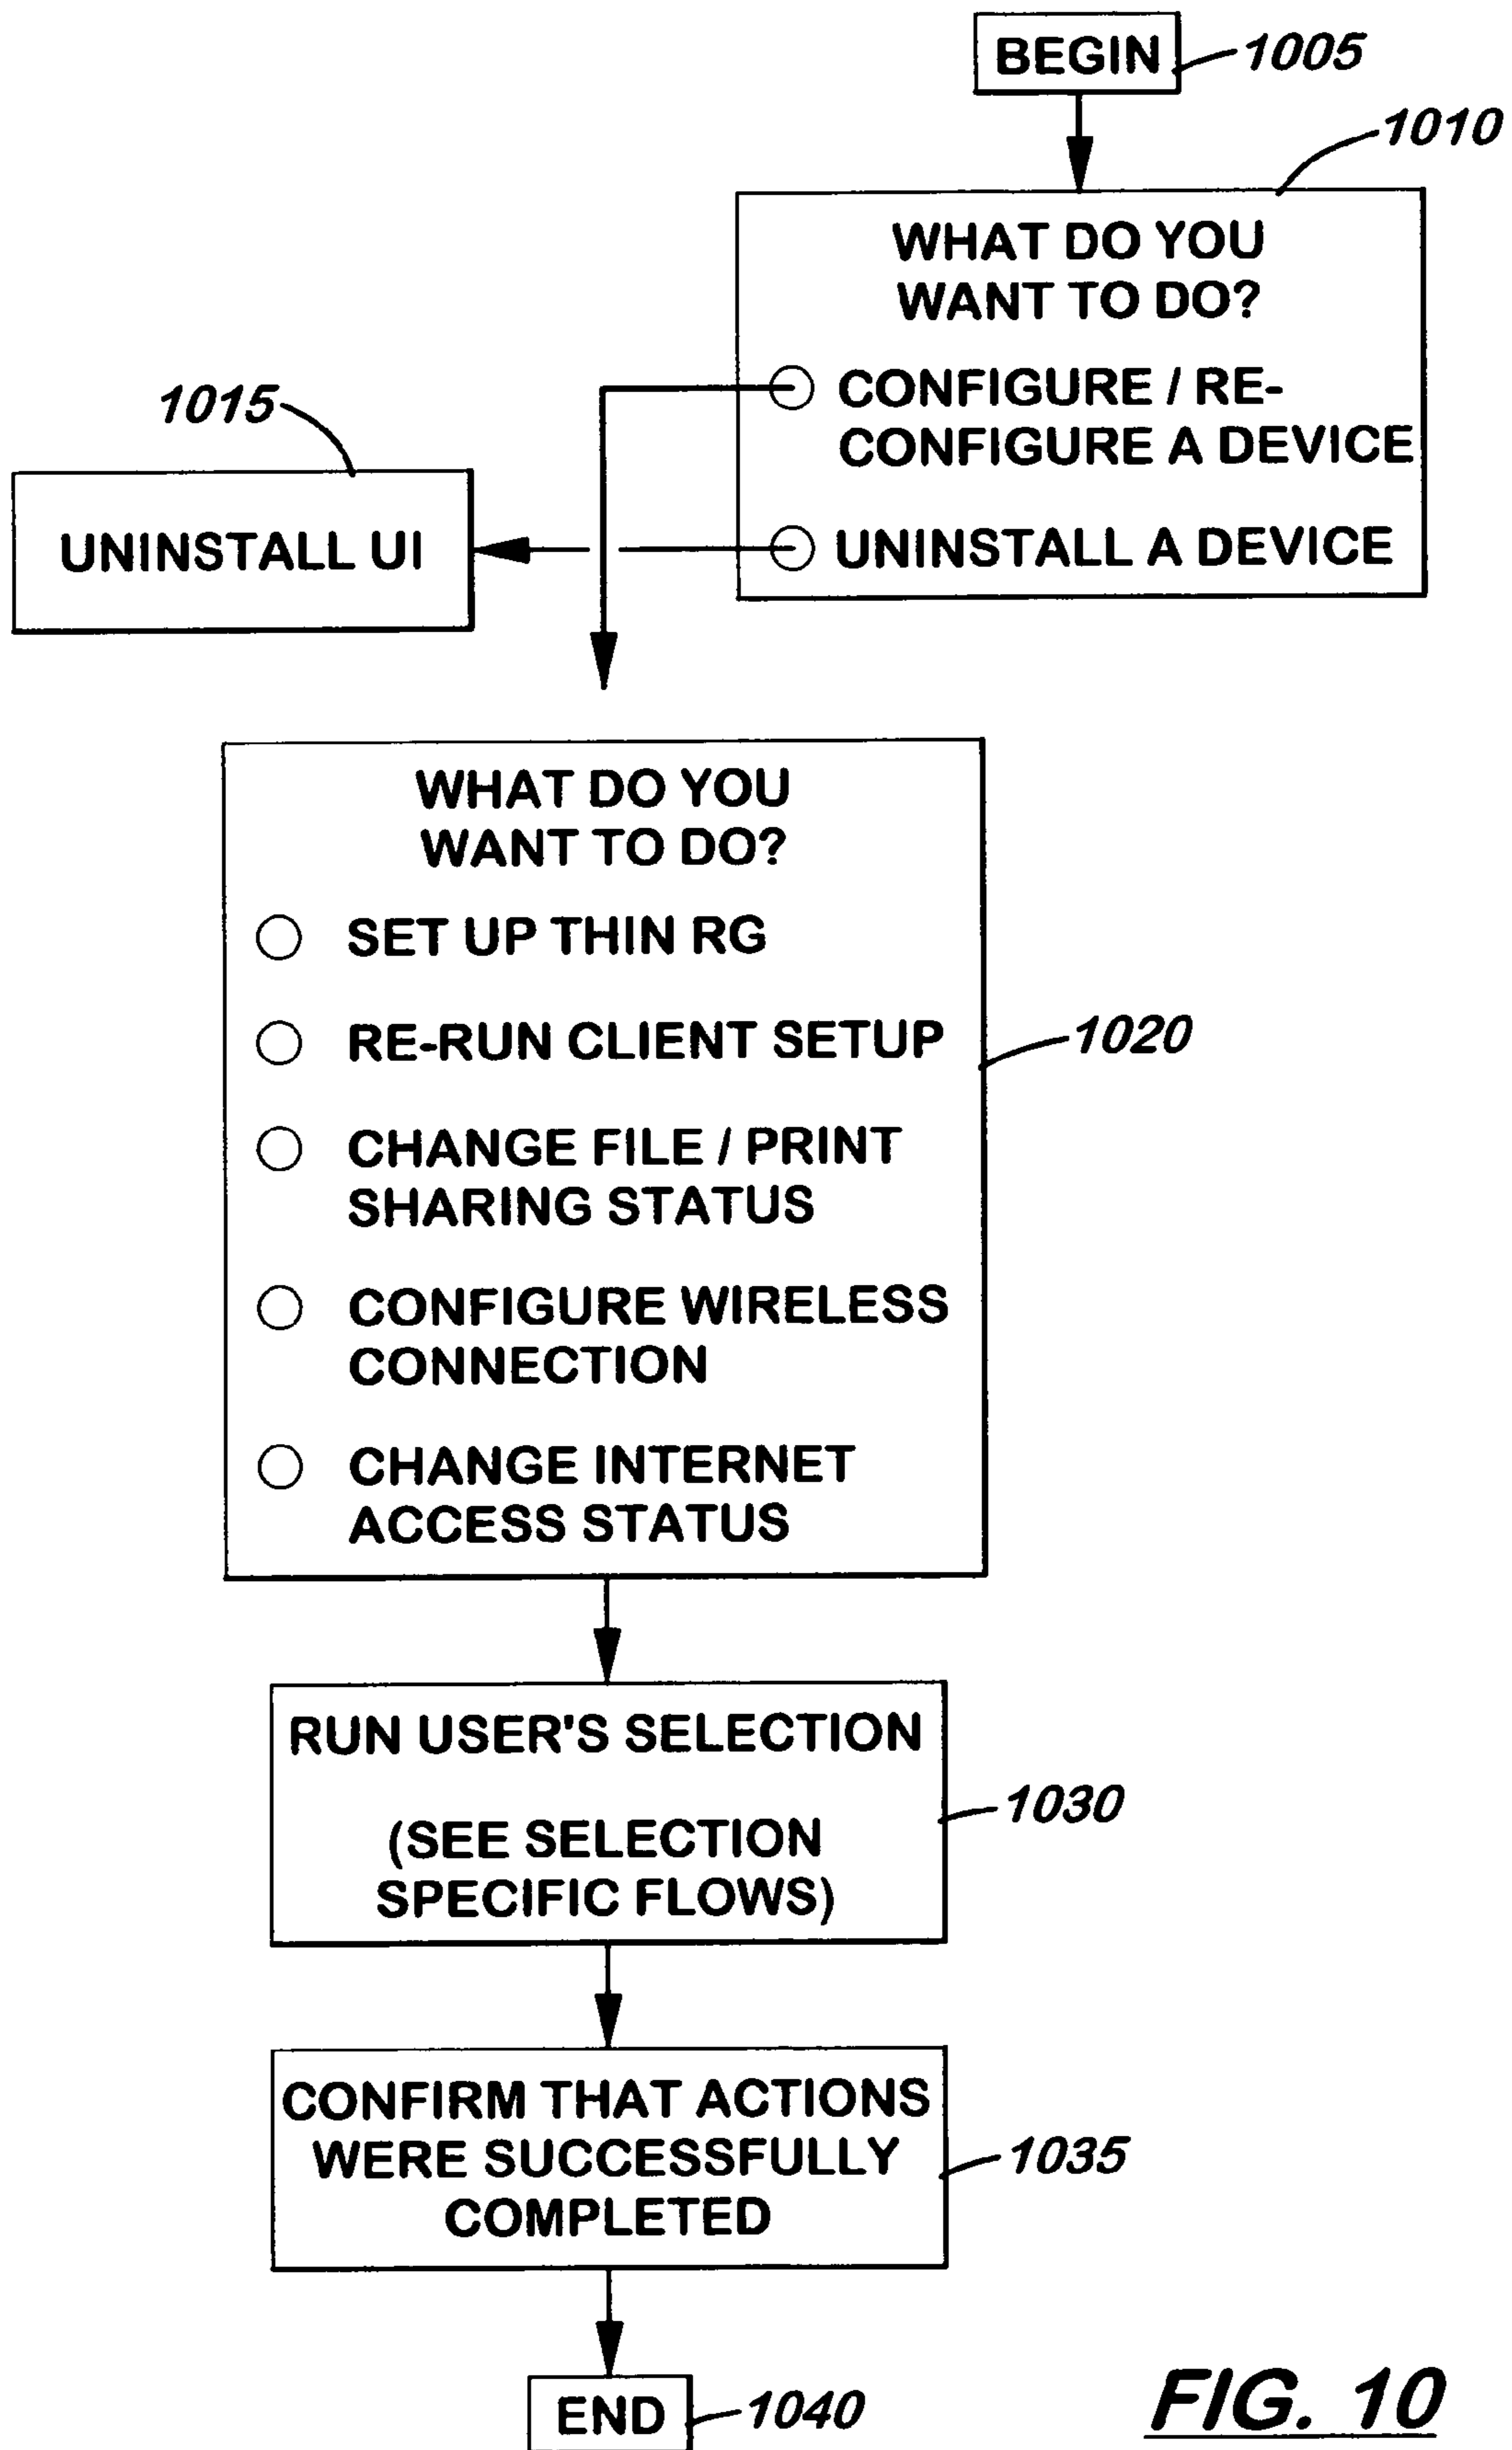 BEGIN
1005
1010
WHAT DO YOU
WANT TO DO?
CONFIGURE / RE-
CONFIGURE A DEVICE
UNINSTALL A DEVICE
1015
UNINSTALL UI
WHAT DO YOU
WANT TO DO?
SET UP THIN RG
RE-RUN CLIENT SETUP
CHANGE FILE / PRINT
SHARING STATUS
CONFIGURE WIRELESS
CONNECTION
CHANGE INTERNET
ACCESS STATUS
1020
RUN USER'S SELECTION
(SEE SELECTION
SPECIFIC FLOWS)
1030
CONFIRM THAT ACTIONS
WERE SUCCESSFULLY
COMPLETED
1035
END
1040
FIG. 10